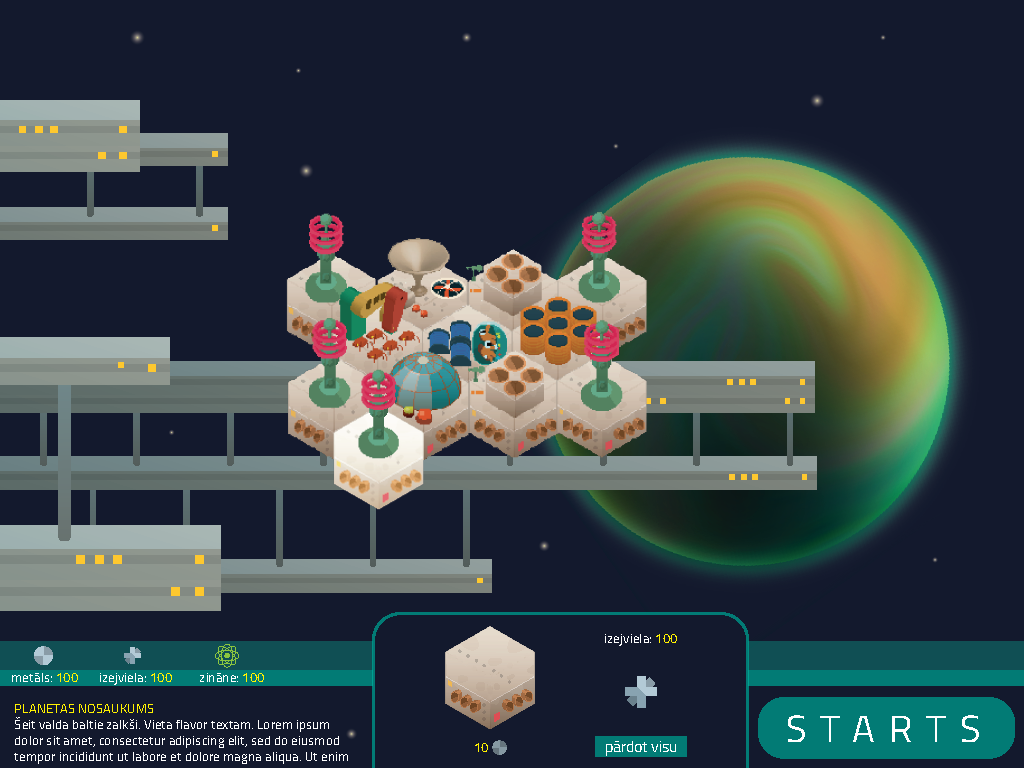 izejviela: 100
metāls: 100 izejviela: 100 zināne: 100
PLANETAS NOSAUKUMS
Šeit valda baltie zalkši. Vieta flavor textam. Lorem ipsum
dolor sit amet, consectetur adipiscing elit, sed do eiusmod
tempor incididunt ut labore et dolore magna aliqua. Ut enim
10
pārdot visu
STARTS